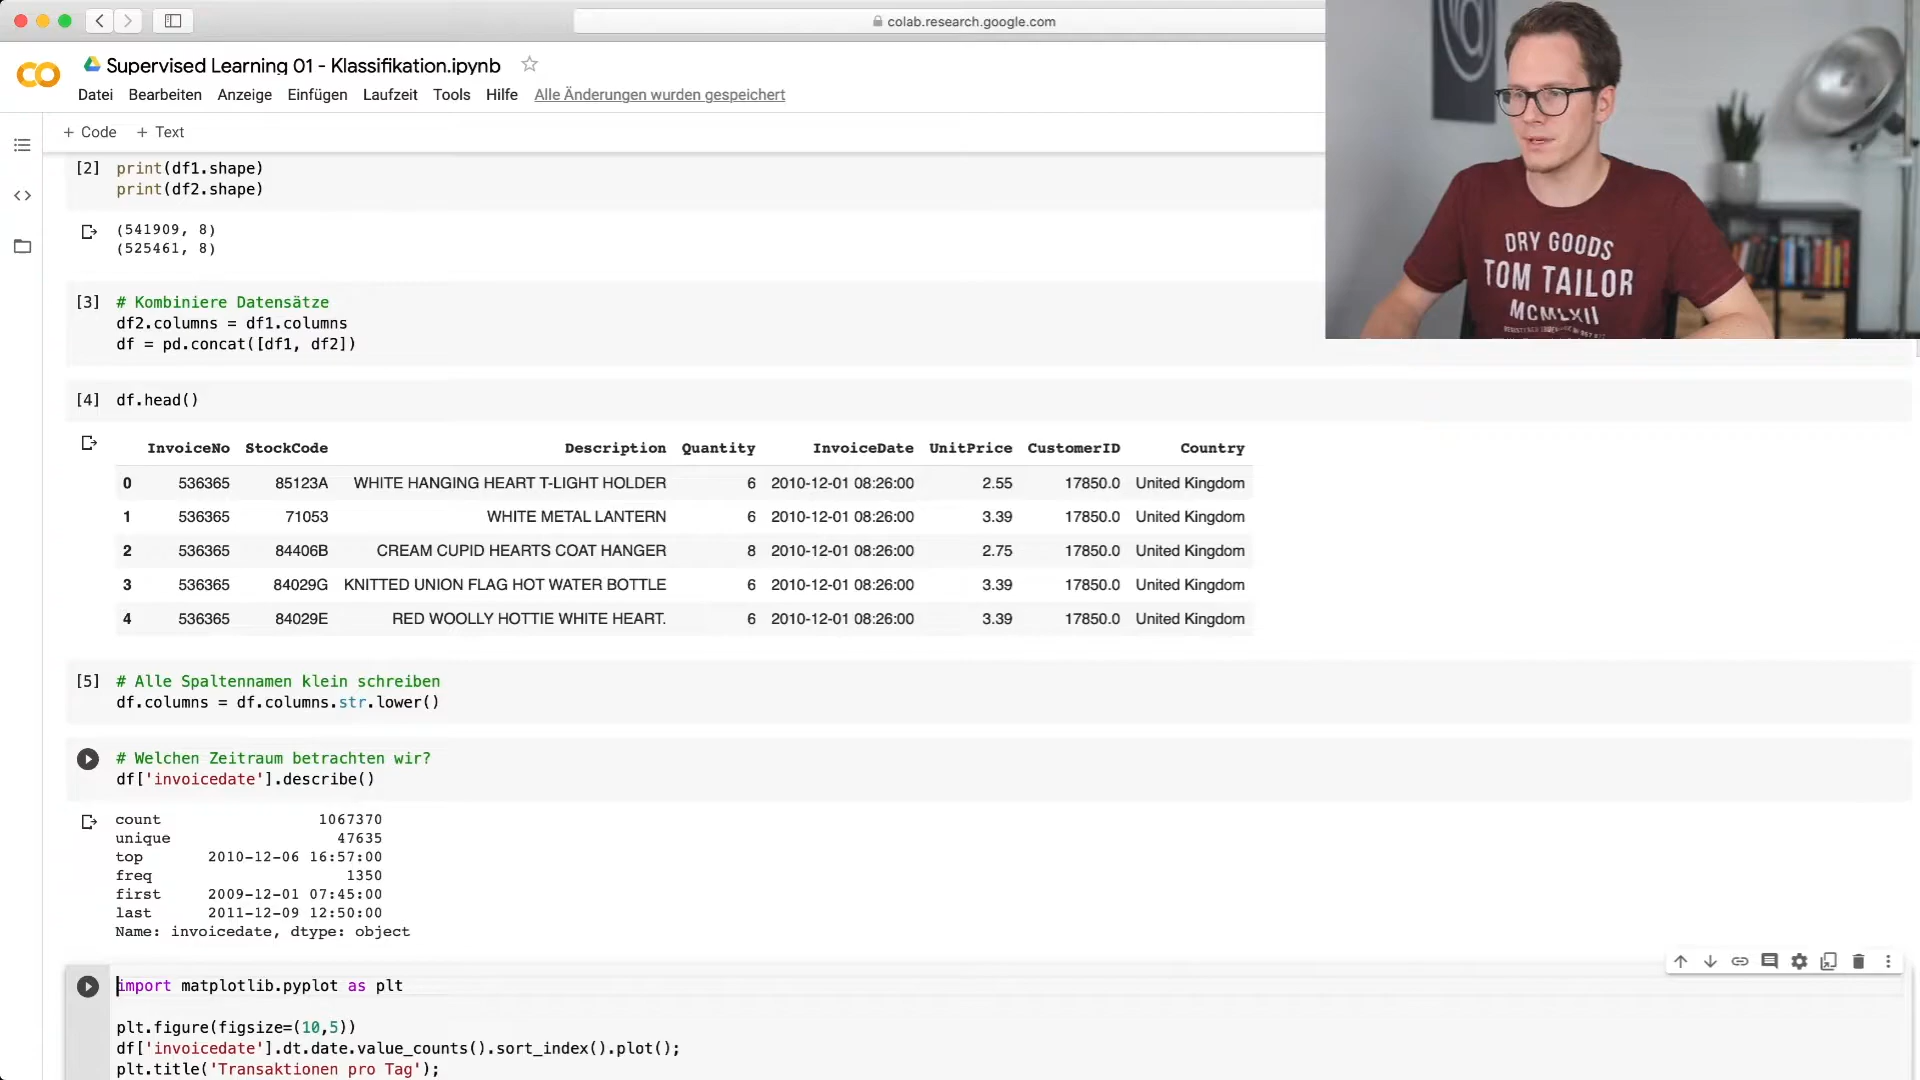 colab.research.google.com
Supervised Learning 01 - Klassifikation.ipynb
Datei Bearbeiten Anzeige Einfügen Laufzeit Tools Hilfe Alle Änderungen wurden gespeichert
+ Code + Text
[2] print(df1.shape)
print(df2.shape)
(541909, 8)
(525461, 8)
DRY GOODS
TOM TAILOR
MCMLXII
[3] # Kombiniere Datensätze
df2.columns = df1.columns
df = pd.concat([df1, df2])
[4] df.head()
InvoiceNo StockCode Description Quantity InvoiceDate UnitPrice CustomerID Country
0 536365 85123A WHITE HANGING HEART T-LIGHT HOLDER 6 2010-12-01 08:26:00 2.55 17850.0 United Kingdom
1 536365 71053 WHITE METAL LANTERN 6 2010-12-01 08:26:00 3.39 17850.0 United Kingdom
2 536365 84406B CREAM CUPID HEARTS COAT HANGER 8 2010-12-01 08:26:00 2.75 17850.0 United Kingdom
3 536365 84029G KNITTED UNION FLAG HOT WATER BOTTLE 6 2010-12-01 08:26:00 3.39 17850.0 United Kingdom
4 536365 84029E RED WOOLLY HOTTIE WHITE HEART. 6 2010-12-01 08:26:00 3.39 17850.0 United Kingdom
[5] # Alle Spaltennamen klein schreiben
df.columns = df.columns.str.lower()
# Welchen Zeitraum betrachten wir?
df['invoicedate'].describe()
count 1067370
unique 47635
top 2010-12-06 16:57:00
freq 1350
first 2009-12-01 07:45:00
last 2011-12-09 12:50:00
Name: invoicedate, dtype: object
import matplotlib.pyplot as plt
plt.figure(figsize=(10,5))
df['invoicedate'].dt.date.value_counts().sort_index().plot();
plt.title('Transaktionen pro Tag');